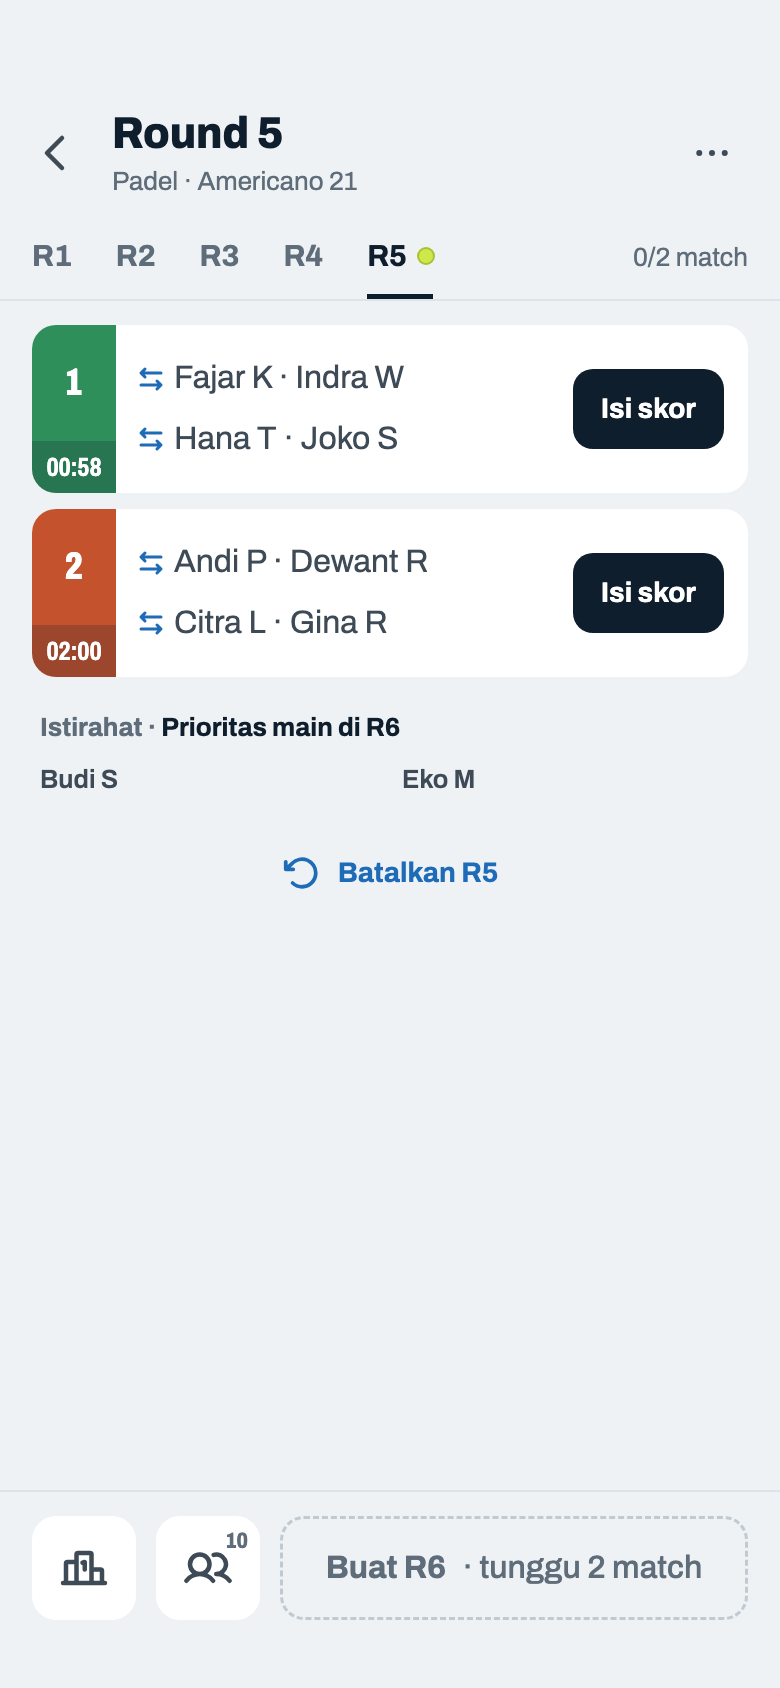 Round 5
Padel · Americano 21
R1 R2 R3 R4 R5 0/2 match
1
00:58
Fajar K · Indra W
Hana T · Joko S
Isi skor
2
02:00
Andi P · Dewant R
Citra L · Gina R
Isi skor
Istirahat · Prioritas main di R6
Budi S Eko M
Batalkan R5
1
10
Buat R6 · tunggu 2 match